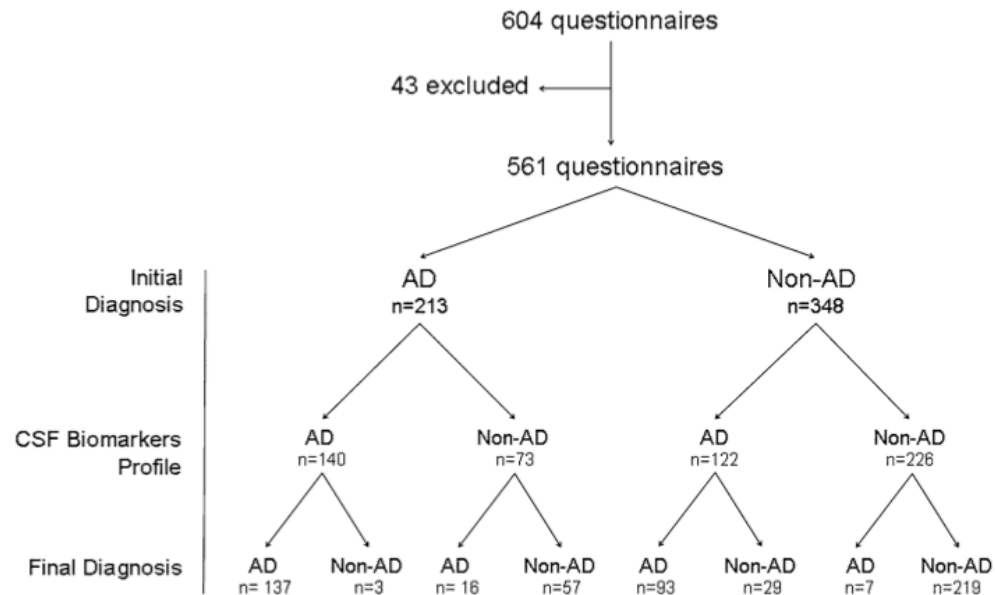 604 questionnaires
43 excluded
561 questionnaires
Initial
Diagnosis
AD
n=213
Non-AD
n=348
CSF Biomarkers
Profile
AD
n=140
Non-AD
n=73
AD
n=122
Non-AD
n=226
Final Diagnosis
AD
n= 137
Non-AD
n=3
AD
n= 16
Non-AD
n=57
AD
n=93
Non-AD
n=29
AD
n=7
Non-AD
n=219